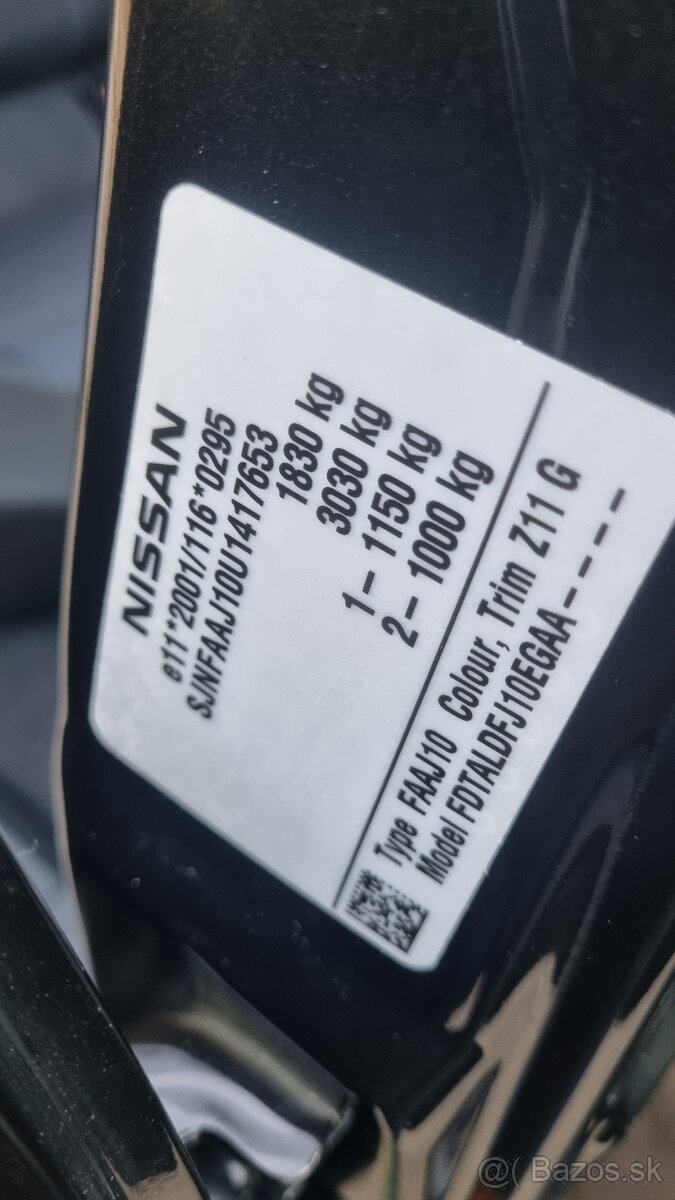 NISSAN
e11*2001/116*0295
SJNFAAJ10U1417653
1830 kg
3030 kg
1– 1150 kg
2– 1000 kg
Type FAAJ10 Colour, Trim Z11 G
Model FDTALDFJ10EGAA----
@( Bazos.sk